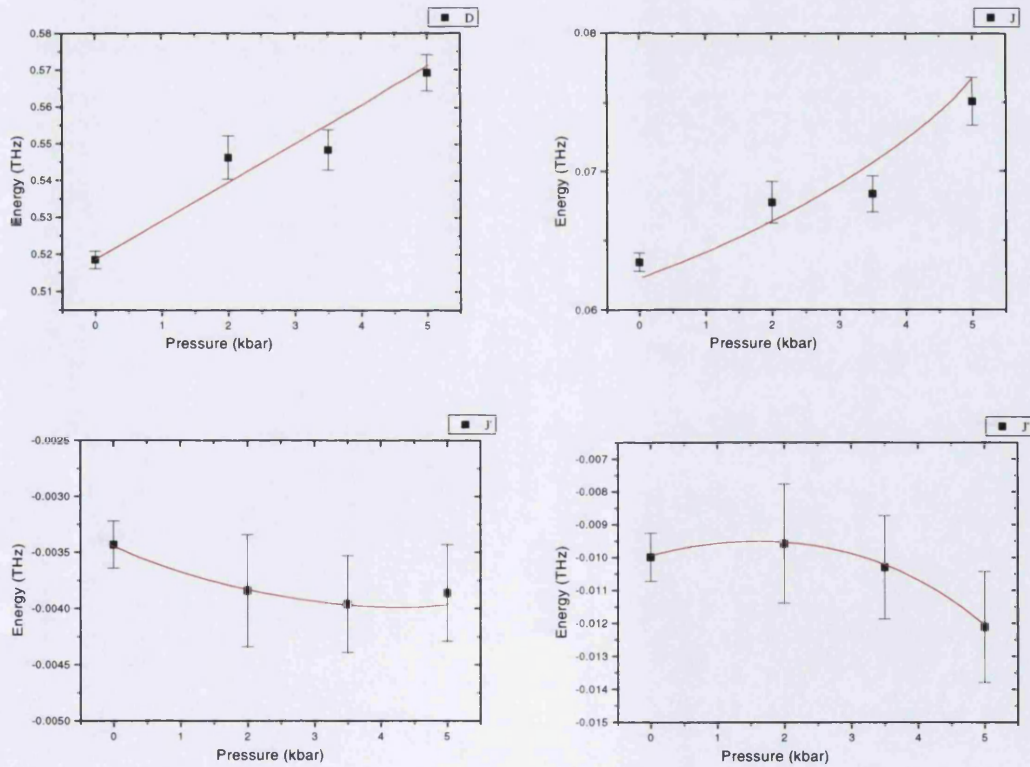 D
0.58
0.57
0.56
0.55
0.54
0.53
0.52
0.51
Energy (THz)
0 1 2 3 4 5
Pressure (kbar)
J
0.08
0.07
0.06
Energy (THz)
0 1 2 3 4 5
Pressure (kbar)
J'
-0.0025
-0.0030
-0.0035
-0.0040
-0.0045
-0.0050
Energy (THz)
0 1 2 3 4 5
Pressure (kbar)
-0.007
-0.008
-0.009
-0.010
-0.011
-0.012
-0.013
-0.014
-0.015
Energy (THz)
0 1 2 3 4 5
Pressure (kbar)